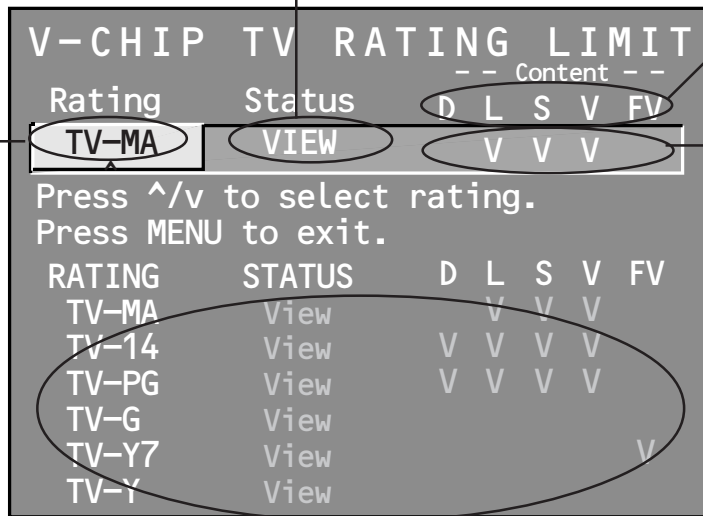 V-CHIP TV RATING LIMIT
-- Content --
Rating Status D L S V FV
TV-MA VIEW V V V
Press ^/v to select rating.
Press MENU to exit.
RATING STATUS D L S V FV
TV-MA View V V V
TV-14 View V V V V
TV-PG View V V V V
TV-G View
TV-Y7 View V
TV-Y View